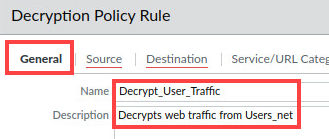 Decryption Policy Rule
General Source Destination Service/URL Categ
Name Decrypt_User_Traffic
Description Decrypts web traffic from Users_net